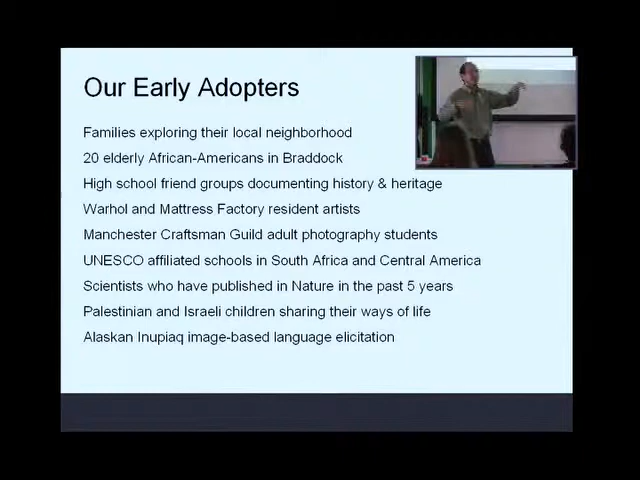 Our Early Adopters
Families exploring their local neighborhood
20 elderly African-Americans in Braddock
High school friend groups documenting history & heritage
Warhol and Mattress Factory resident artists
Manchester Craftsman Guild adult photography students
UNESCO affiliated schools in South Africa and Central America
Scientists who have published in Nature in the past 5 years
Palestinian and Israeli children sharing their ways of life
Alaskan Inupiaq image-based language elicitation